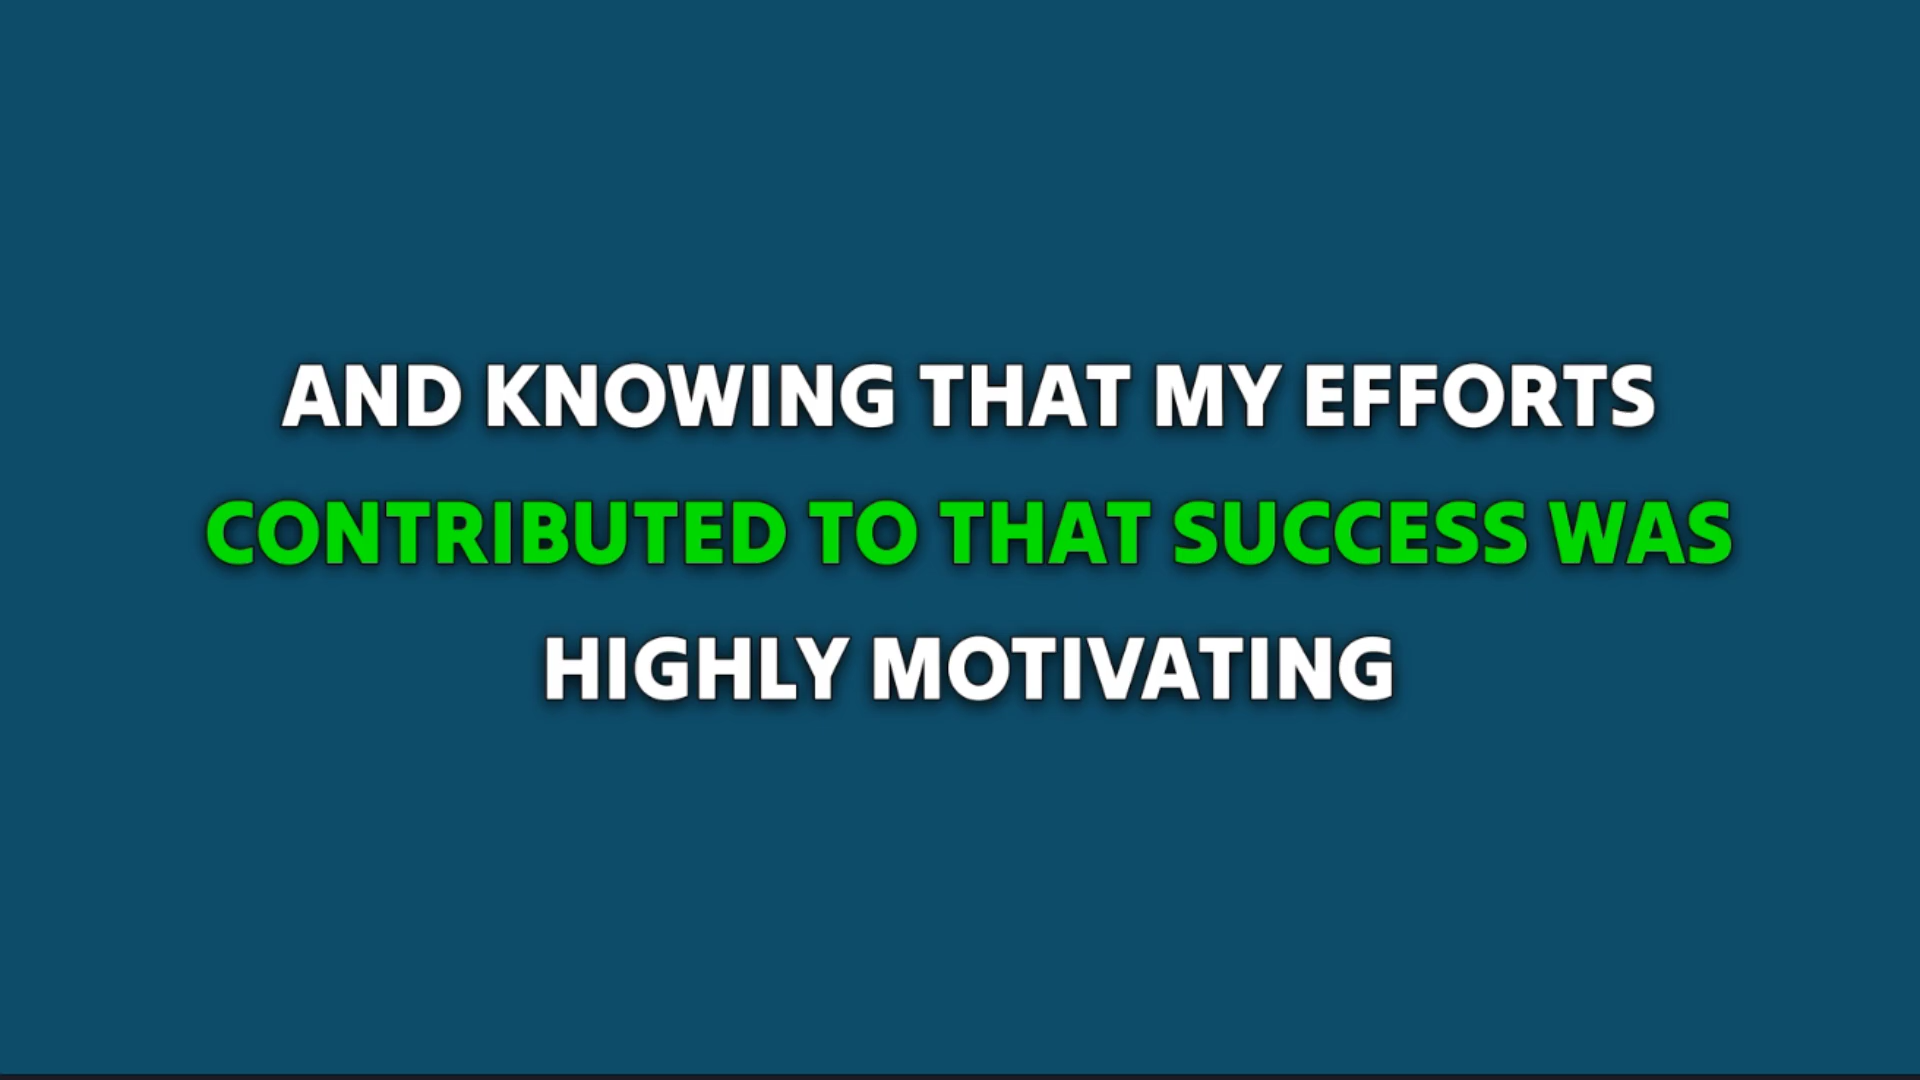 AND KNOWING THAT MY EFFORTS
CONTRIBUTED TO THAT SUCCESS WAS
HIGHLY MOTIVATING